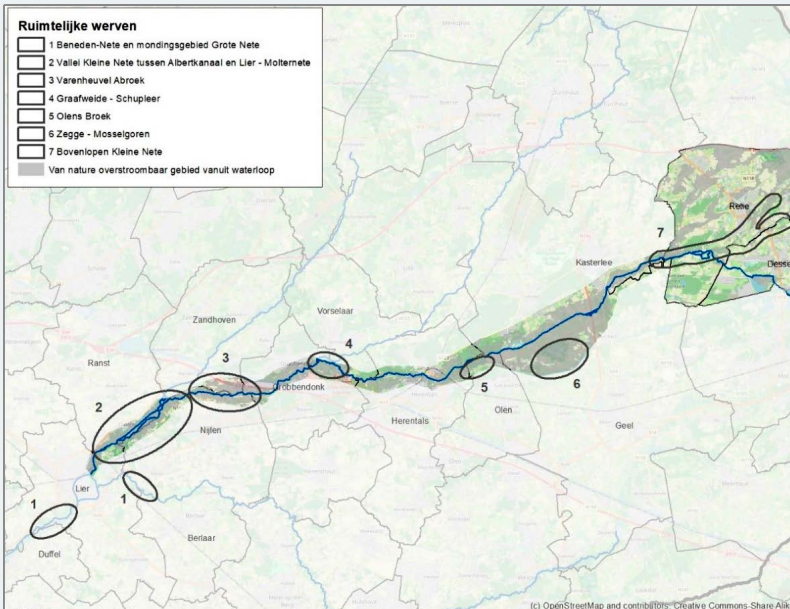 Ruimtelijke werven
1 Beneden-Nete en mondingsgebied Grote Nete
2 Vallei Kleine Nete tussen Albertkanaal en Lier - Molternete
3 Varenheuvel Abroek
4 Graafweide - Schupleer
5 Olens Broek
6 Zegge - Mosselgoren
7 Bovenlopen Kleine Nete
Van nature overstroombaar gebied vanuit waterloop
Retie
7
Kasterlee
Dessel
Zandhoven
Vorselaar
4
Ranst
3
Grobbendonk
5
6
2
Olen
Herentals
Geel
Nijlen
Lier
1
1
Berlaar
Duffel
(c) OpenStreetMap and contributors, Creative Commons-Share Alik